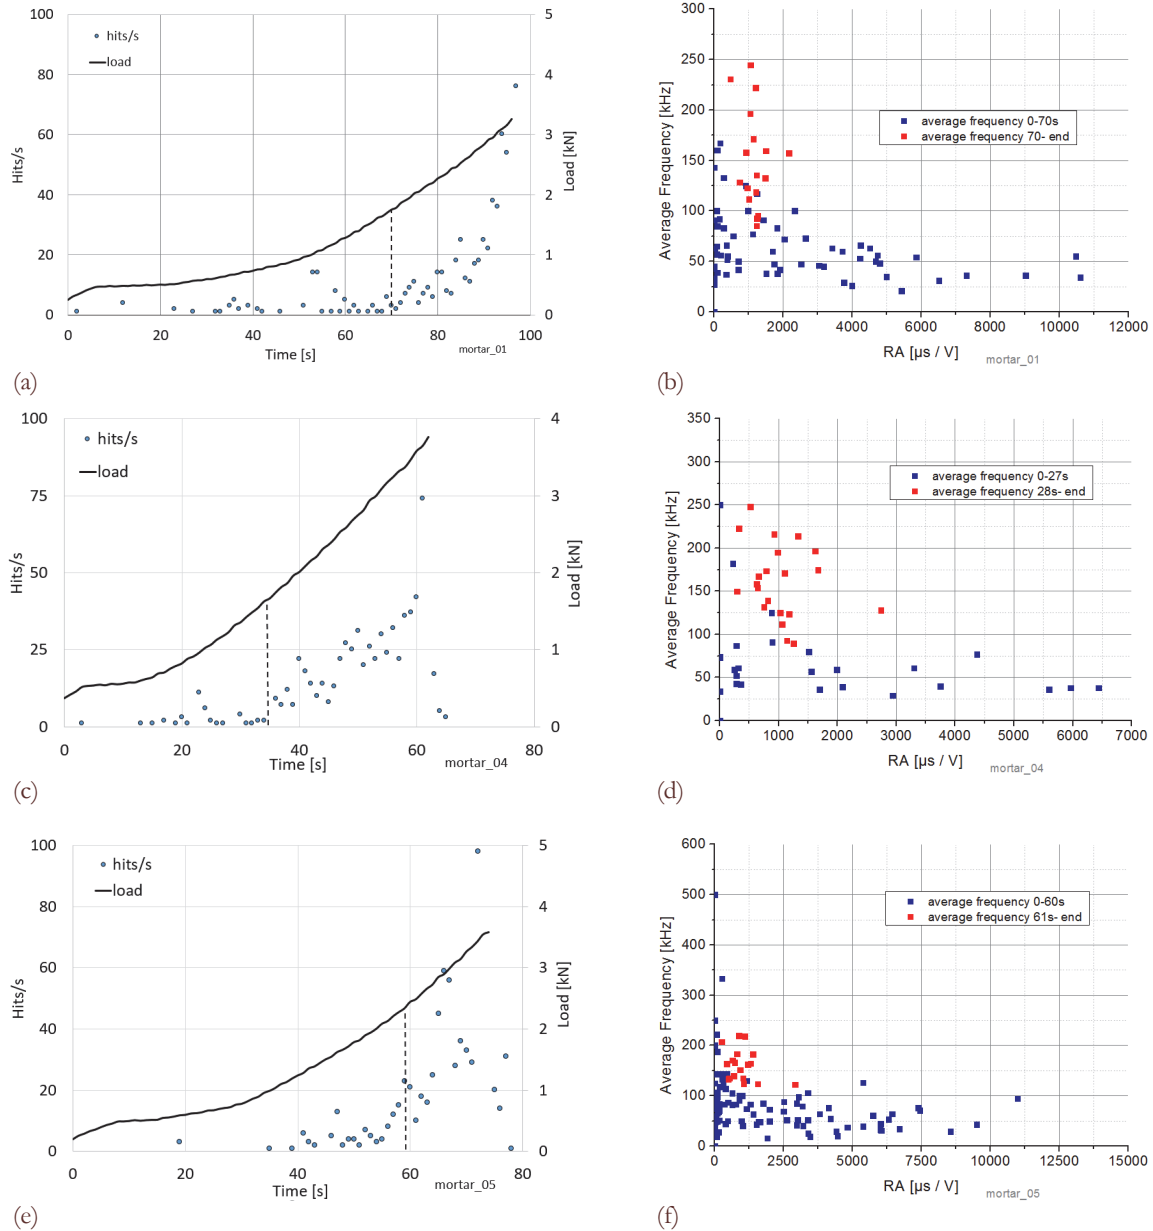 100
80
60
40
20
0
Hits/s
hits/s
load
5
4
3
2
1
0
Load [kN]
0 20 40 60 80 100
Time [s]
mortar_01
(a)
300
250
200
150
100
50
0
Average Frequency [kHz]
average frequency 0-70s
average frequency 70- end
0 2000 4000 6000 8000 10000 12000
RA [µs / V]
mortar_01
(b)
100
75
50
25
0
Hits/s
hits/s
load
4
3
2
1
0
Load [kN]
0 20 40 60 80
Time [s]
mortar_04
(c)
350
300
250
200
150
100
50
0
Average Frequency [kHz]
average frequency 0-27s
average frequency 28s- end
0 1000 2000 3000 4000 5000 6000 7000
RA [µs / V]
mortar_04
(d)
100
80
60
40
20
0
Hits/s
hits/s
load
5
4
3
2
1
0
Load [kN]
0 20 40 60 80
Time [s]
mortar_05
(e)
600
500
400
300
200
100
0
Average Frequency [kHz]
average frequency 0-60s
average frequency 61s- end
0 2500 5000 7500 10000 12500 15000
RA [µs / V]
mortar_05
(f)